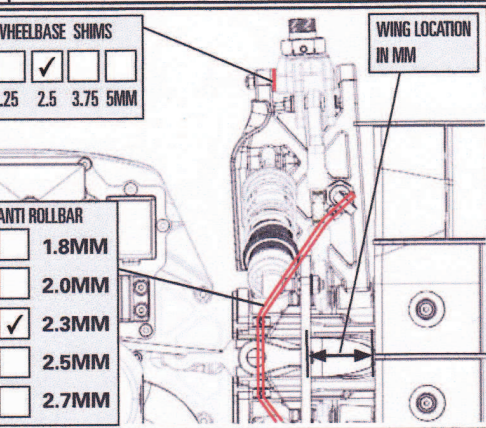 WHEELBASE SHIMS
.25 2.5 3.75 5MM
WING LOCATION
IN MM
ANTI ROLLBAR
1.8MM
2.0MM
2.3MM
2.5MM
2.7MM